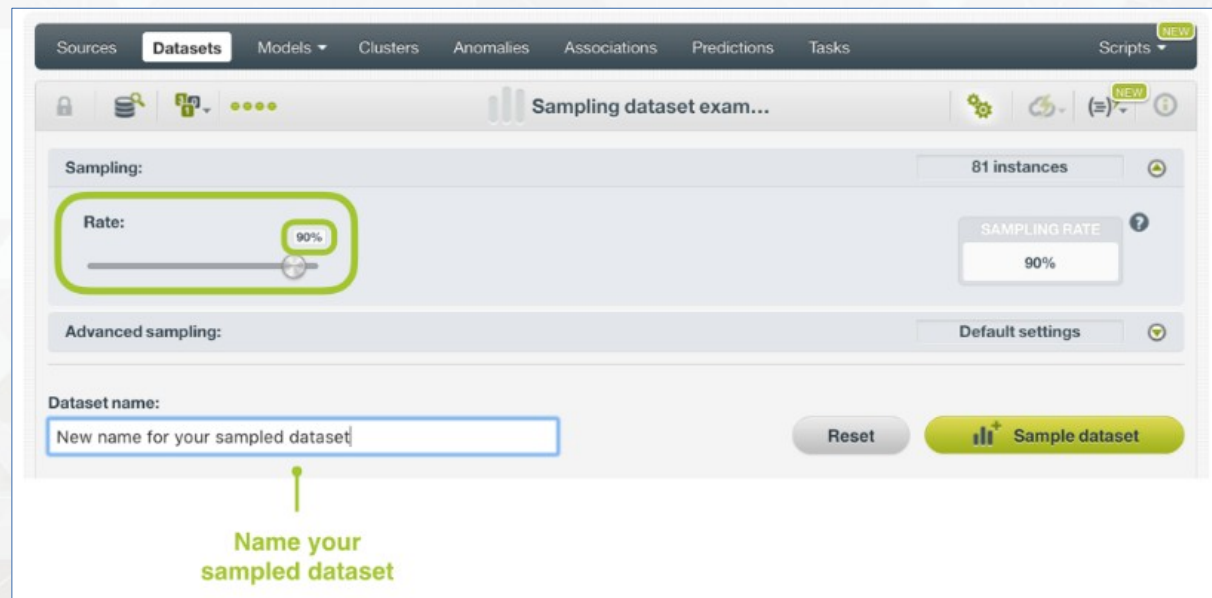 Sources Datasets Models Clusters Anomalies Associations Predictions Tasks Scripts NEW
Sampling dataset exam... NEW
Sampling: 81 instances
Rate:
90%
SAMPLING RATE
90%
Advanced sampling: Default settings
Dataset name:
New name for your sampled dataset
Reset Sample dataset
Name your
sampled dataset